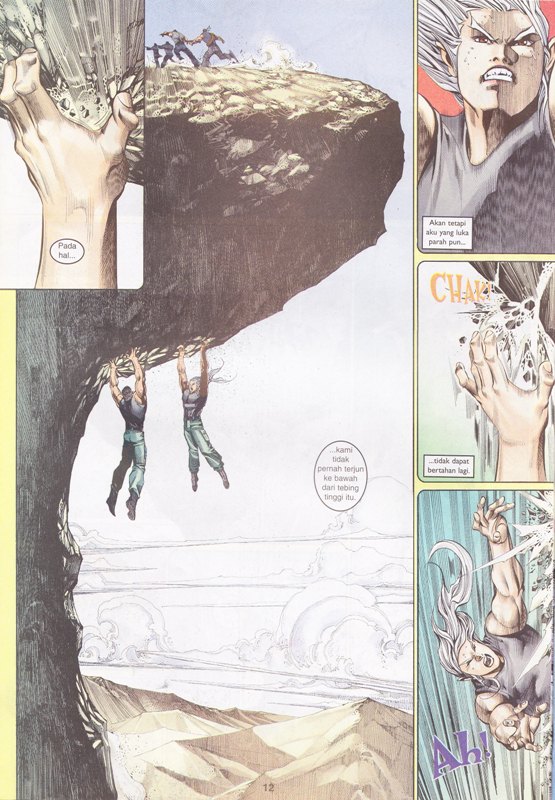 Pada
hal...
...kami
tidak
pernah terjun
ke bawah
dari tebing
tinggi itu.
Akan tetapi
aku yang luka
parah pun...
CHAK!
...tidak dapat
bertahan lagi.
Ah!
12